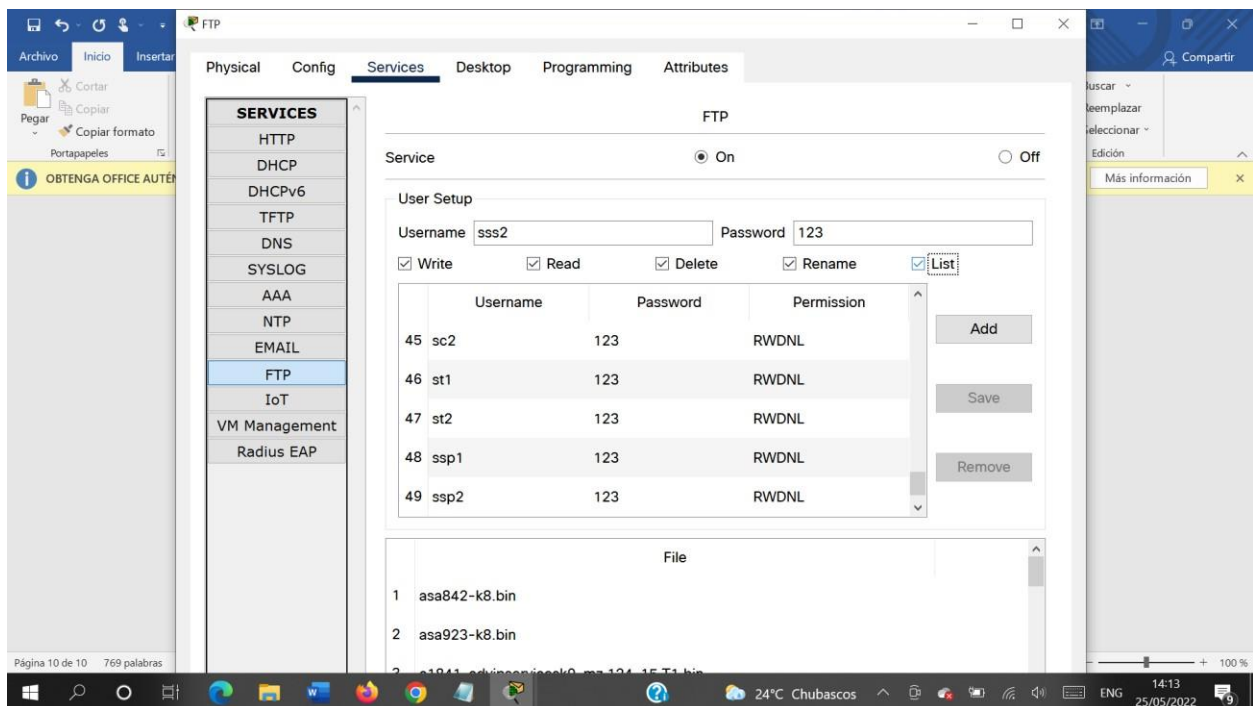 FTP
Archivo Inicio Insertar
Compartir
Cortar
Copiar
Pegar
Copiar formato
Portapapeles
OBTENGA OFFICE
Physical Config Services Desktop Programming Attributes
SERVICES
HTTP
DHCP
DHCPv6
TFTP
DNS
SYSLOG
AAA
NTP
EMAIL
FTP
IoT
VM Management
Radius EAP
FTP
Service On Off
User Setup
Username sss2 Password 123
Write Read Delete Rename List
Username Password Permission
45 sc2 123 RWDNL
46 st1 123 RWDNL
47 st2 123 RWDNL
48 ssp1 123 RWDNL
49 ssp2 123 RWDNL
Add
Save
Remove
File
1 asa842-k8.bin
2 asa923-k8.bin
uscar
eemplazar
eleccionar
Edición
Más información
Página 10 de 10 769 palabras
100 %
24°C Chubascos
ENG
14:13
25/05/2022
9